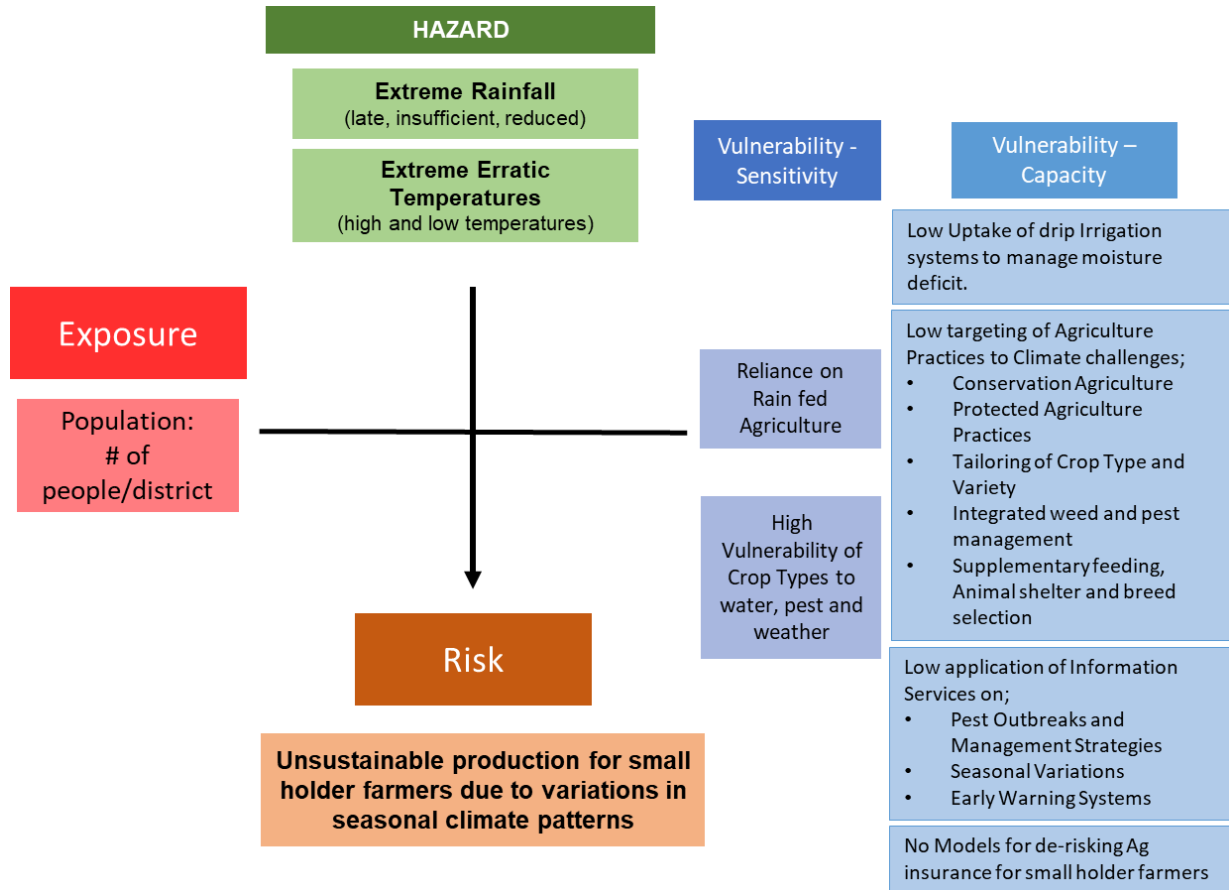 HAZARD
Extreme Rainfall
(late, insufficient, reduced)
Extreme Erratic
Temperatures
(high and low temperatures)
Exposure
Population:
# of
people/district
Vulnerability -
Sensitivity
Reliance on
Rain fed
Agriculture
High
Vulnerability of
Crop Types to
water, pest and
weather
Vulnerability –
Capacity
Low Uptake of drip Irrigation
systems to manage moisture
deficit.
Low targeting of Agriculture
Practices to Climate challenges;
• Conservation Agriculture
• Protected Agriculture
Practices
• Tailoring of Crop Type and
Variety
• Integrated weed and pest
management
• Supplementary feeding,
Animal shelter and breed
selection
Low application of Information
Services on;
• Pest Outbreaks and
Management Strategies
• Seasonal Variations
• Early Warning Systems
No Models for de-risking Ag
insurance for small holder farmers
Risk
Unsustainable production for small
holder farmers due to variations in
seasonal climate patterns